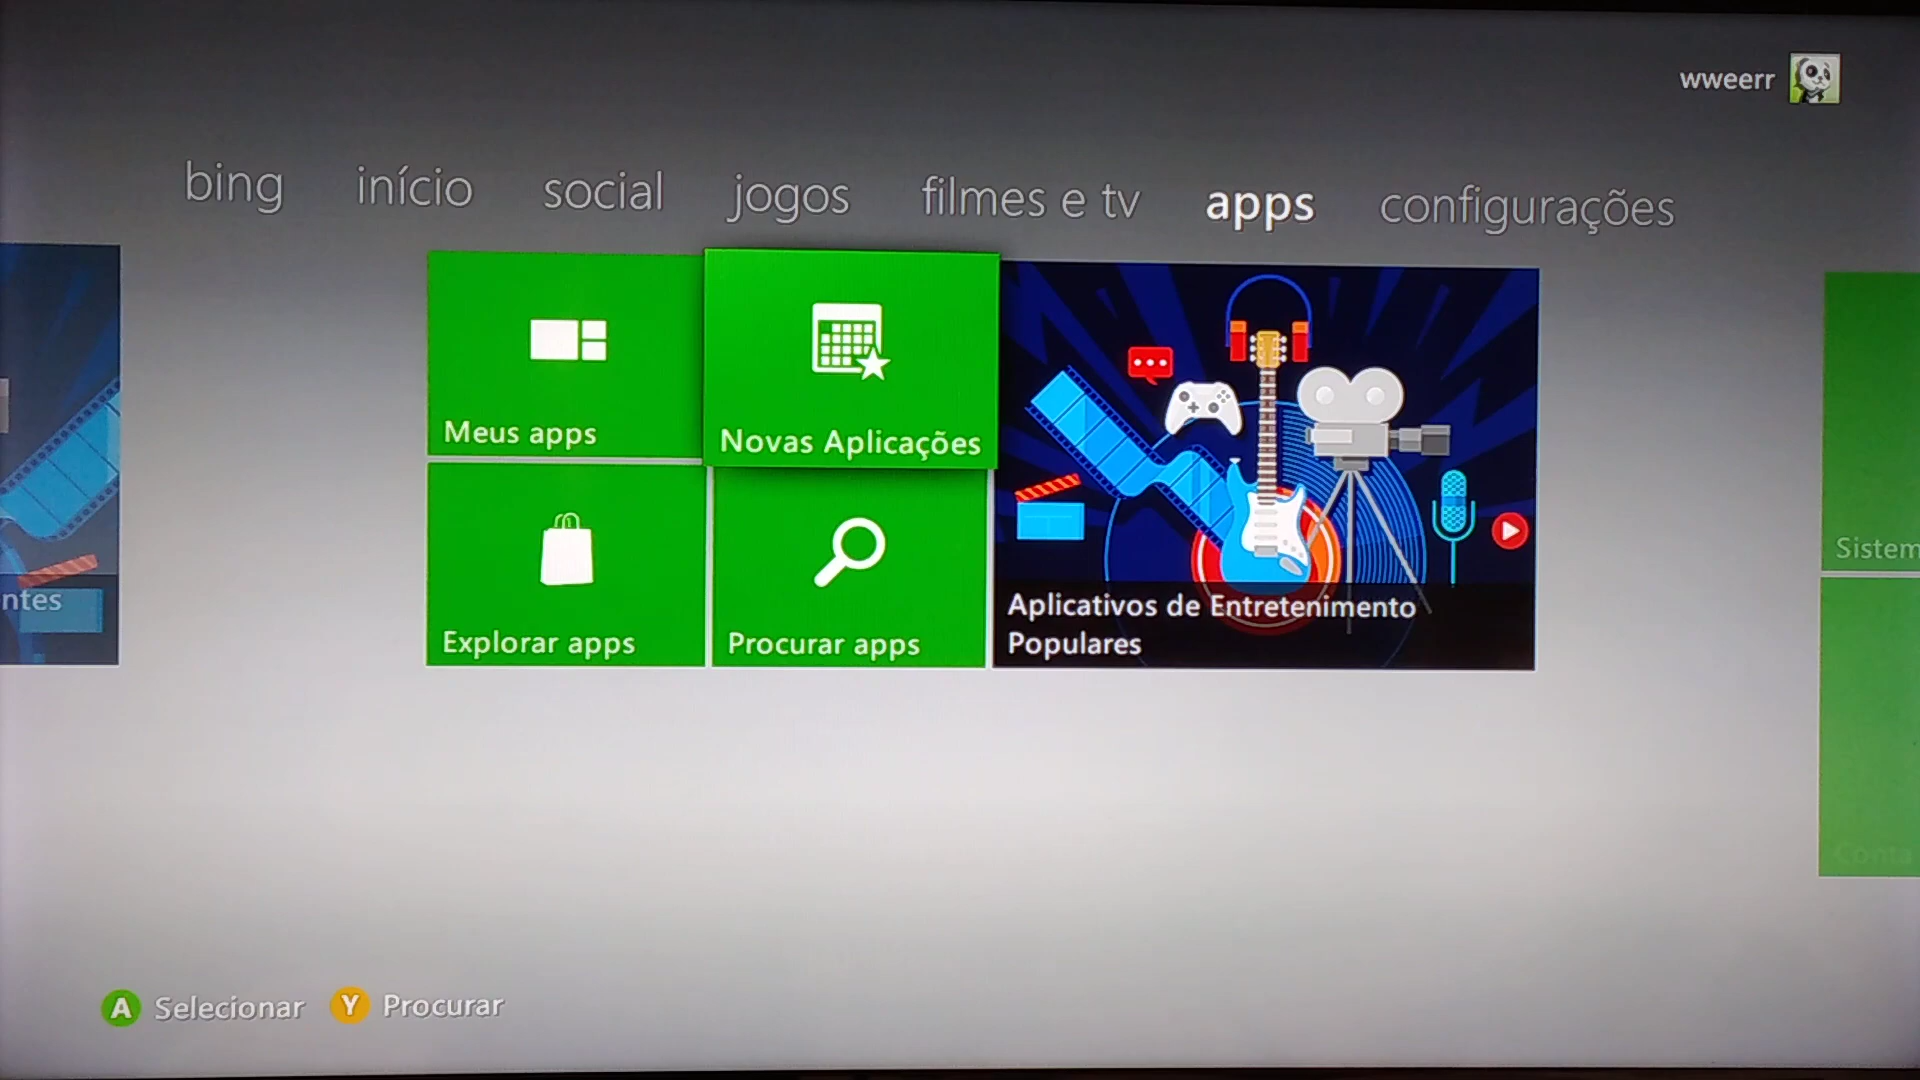 wweerr
bing início social jogos filmes e tv apps configurações
Meus apps
Novas Aplicações
Explorar apps
Procurar apps
Aplicativos de Entretenimento
Populares
ntes
Sistem
Conta
A Selecionar Y Procurar